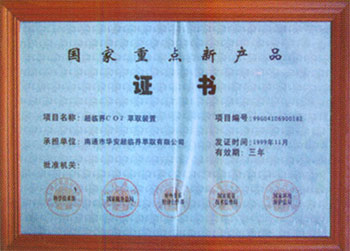 国家重点新产品
证书
项目名称：超临界CO2萃取装置
项目编号：99G041D6900382
承担单位：南通市华安超临界萃取有限公司
发证时间：1999年11月
有效期：三年
批准机关：